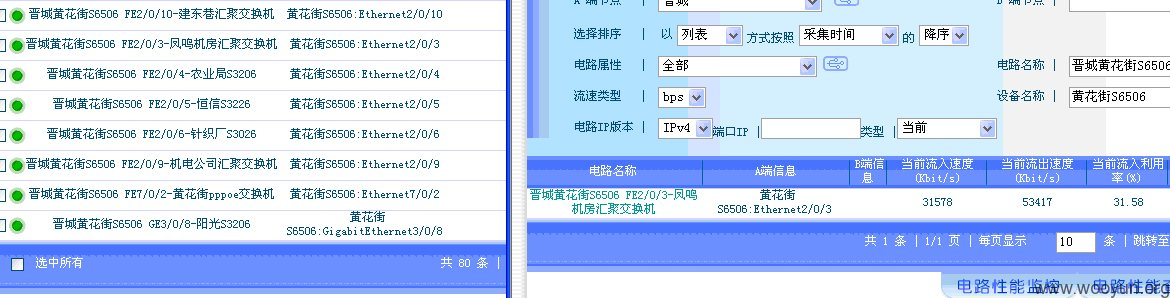 晋城黄花街S6506 FE2/0/10-建东巷汇聚交换机 黄花街S6506:Ethernet2/0/10
晋城黄花街S6506 FE2/0/3-凤鸣机房汇聚交换机 黄花街S6506:Ethernet2/0/3
晋城黄花街S6506 FE2/0/4-农业局S3206 黄花街S6506:Ethernet2/0/4
晋城黄花街S6506 FE2/0/5-恒信S3226 黄花街S6506:Ethernet2/0/5
晋城黄花街S6506 FE2/0/6-针织厂S3026 黄花街S6506:Ethernet2/0/6
晋城黄花街S6506 FE2/0/9-机电公司汇聚交换机 黄花街S6506:Ethernet2/0/9
晋城黄花街S6506 FE7/0/2-黄花街pppoe交换机 黄花街S6506:Ethernet7/0/2
晋城黄花街S6506 GE3/0/8-阳光S3206 黄花街
S6506:GigabitEthernet3/0/8
选中所有 共 80 条 |
选择排序 | 以 列表 方式按照 采集时间 的 降序
电路属性 | 全部 电路名称 | 晋城黄花街S6506
流速类型 | bps 设备名称 | 黄花街S6506
电路IP版本 | IPv4 端口IP | 类型 | 当前
电路名称 A端信息 B端信息 当前流入速度(Kbit/s) 当前流出速度(Kbit/s) 当前流入利用率(%)
晋城黄花街S6506 FE2/0/3-凤鸣 黄花街
机房汇聚交换机 S6506:Ethernet2/0/3 31578 53417 31.58
共 1 条 | 1/1 页 | 每页显示 10 条 | 跳转至
电路性能监控 电路性能
www.wooyun.org